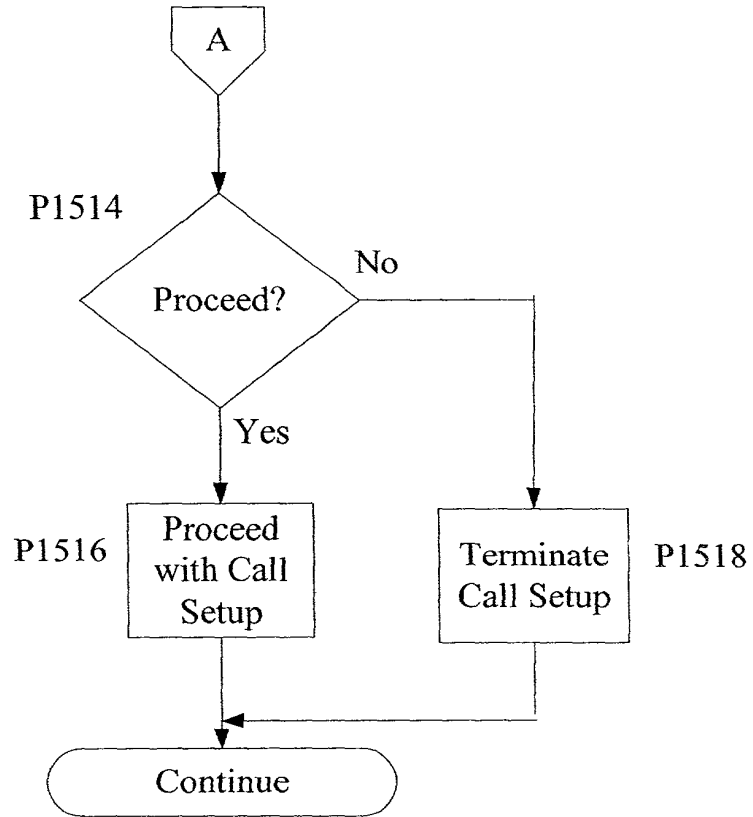 A
P1514
No
Proceed?
Yes
P1516
Proceed
with Call
Setup
Terminate
Call Setup
P1518
Continue